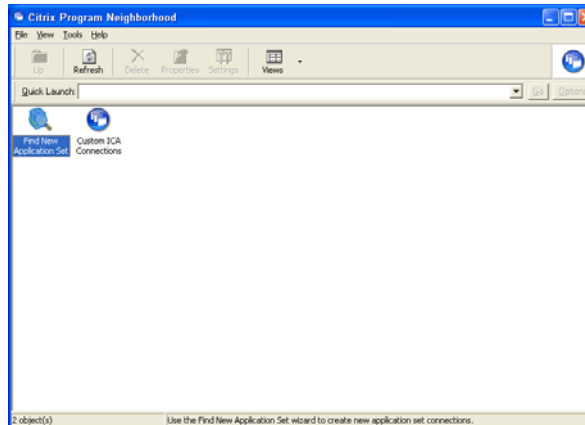 Citrix Program Neighborhood
File View Tools Help
Up Refresh Delete Properties Settings Views
Quick Launch: Go Options
Find New Application Set
Custom ICA Connections
2 object(s) Use the Find New Application Set wizard to create new application set connections.